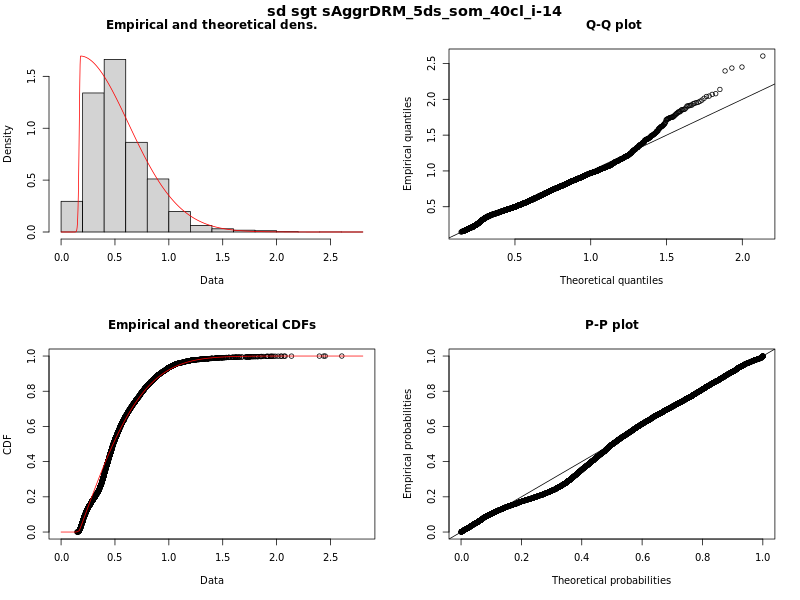 sd sgt sAggrDRM_5ds_som_40cl_i-14
Empirical and theoretical dens.
Density
0.0 0.5 1.0 1.5
0.0 0.5 1.0 1.5 2.0 2.5
Data
Q-Q plot
Empirical quantiles
0.5 1.0 1.5 2.0 2.5
0.5 1.0 1.5 2.0
Theoretical quantiles
Empirical and theoretical CDFs
CDF
0.0 0.2 0.4 0.6 0.8 1.0
0.0 0.5 1.0 1.5 2.0 2.5
Data
P-P plot
Empirical probabilities
0.0 0.2 0.4 0.6 0.8 1.0
0.0 0.2 0.4 0.6 0.8 1.0
Theoretical probabilities